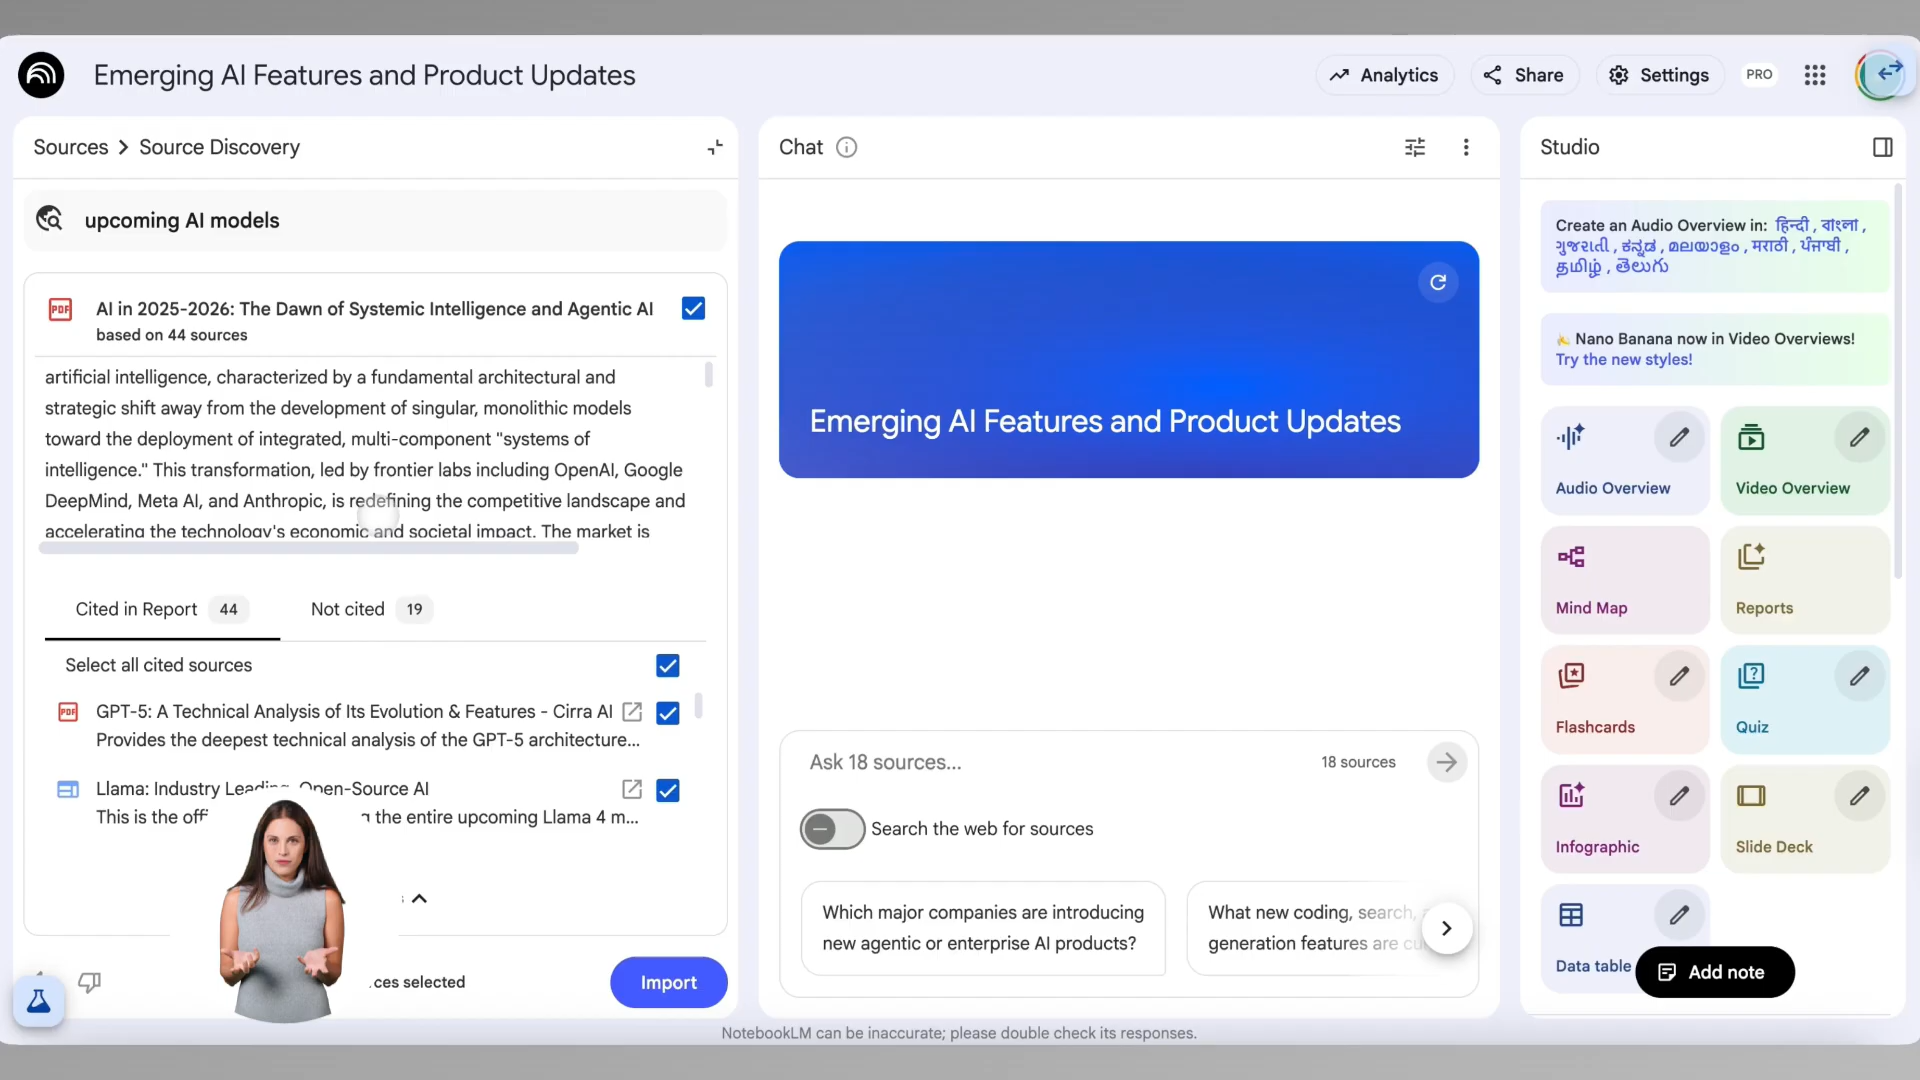 Emerging AI Features and Product Updates
Analytics
Share
Settings
PRO
Sources > Source Discovery
upcoming AI models
PDF
AI in 2025-2026: The Dawn of Systemic Intelligence and Agentic AI
based on 44 sources
artificial intelligence, characterized by a fundamental architectural and
strategic shift away from the development of singular, monolithic models
toward the deployment of integrated, multi-component "systems of
intelligence." This transformation, led by frontier labs including OpenAI, Google
DeepMind, Meta AI, and Anthropic, is redefining the competitive landscape and
accelerating the technology's economic and societal impact. The market is
Cited in Report 44
Not cited 19
Select all cited sources
PDF
GPT-5: A Technical Analysis of Its Evolution & Features - Cirra AI
Provides the deepest technical analysis of the GPT-5 architecture...
Llama: Industry Leading, Open-Source AI
This is the the entire upcoming Llama 4 m...
selected
Import
Chat
Emerging AI Features and Product Updates
Ask 18 sources...
18 sources
Search the web for sources
Which major companies are introducing
new agentic or enterprise AI products?
What new coding, search,
generation features are
Studio
Create an Audio Overview in: हिन्दी, বাংলা,
ગુજરાતી, ಕನ್ನಡ, മലയാളം, मराठी, ਪੰਜਾਬੀ,
தமிழ், తెలుగు
🍌 Nano Banana now in Video Overviews!
Try the new styles!
Audio Overview
Video Overview
Mind Map
Reports
Flashcards
Quiz
Infographic
Slide Deck
Data table
Add note
NotebookLM can be inaccurate; please double check its responses.